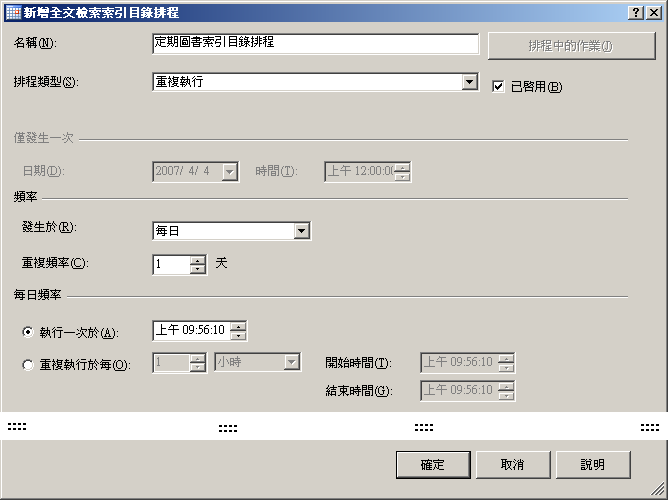 新增全文檢索索引目錄排程
名稱(N): 定期圖書索引目錄排程 排程中的作業(J)
排程類型(S): 重複執行 已啓用(B)
僅發生一次
日期(D): 2007/ 4/ 4 時間(T): 上午 12:00:00
頻率
發生於(R): 每日
重複頻率(C): 1 天
每日頻率
執行一次於(A): 上午 09:56:10
重複執行於每(O): 1 小時 開始時間(T): 上午 09:56:10
結束時間(G): 上午 09:56:10
確定 取消 說明